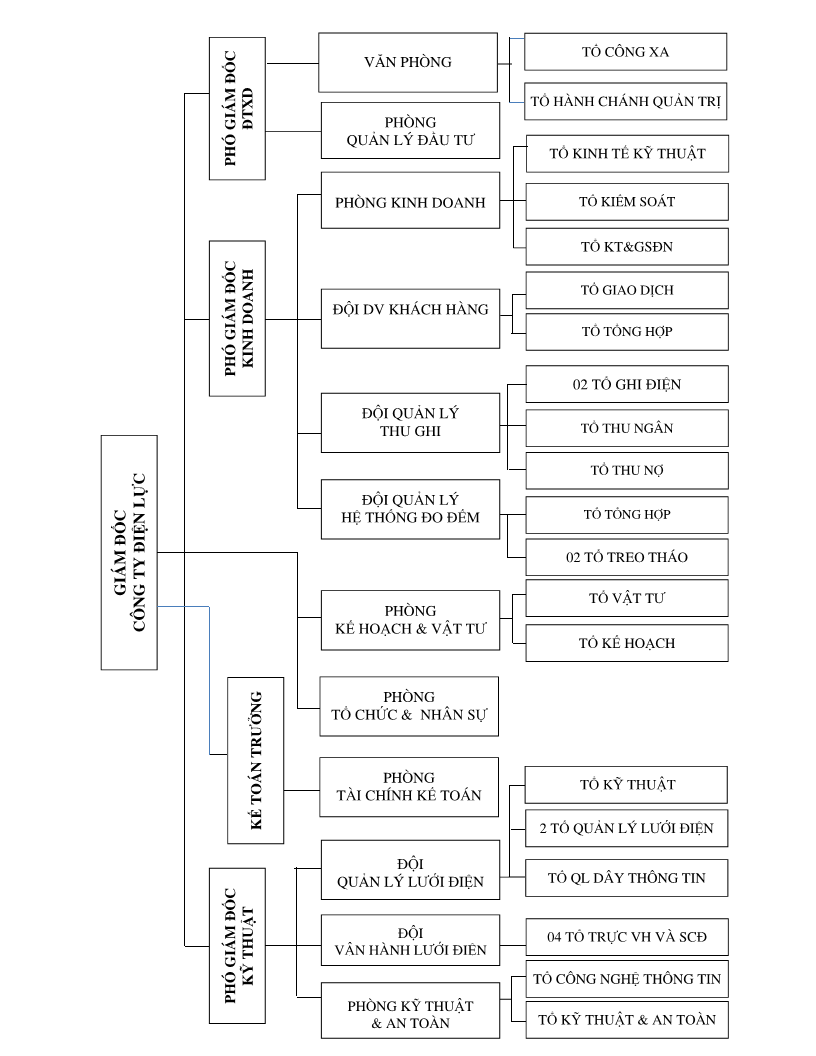 GIÁM ĐỐC
CÔNG TY ĐIỆN LỰC
PHÓ GIÁM ĐỐC
ĐTXD
VĂN PHÒNG
TỔ CÔNG XA
TỔ HÀNH CHÁNH QUẢN TRỊ
PHÒNG
QUẢN LÝ ĐẦU TƯ
PHÓ GIÁM ĐỐC
KINH DOANH
PHÒNG KINH DOANH
TỔ KINH TẾ KỸ THUẬT
TỔ KIỂM SOÁT
TỔ KT&GSĐN
ĐỘI DV KHÁCH HÀNG
TỔ GIAO DỊCH
TỔ TỔNG HỢP
ĐỘI QUẢN LÝ
THU GHI
02 TỔ GHI ĐIỆN
TỔ THU NGÂN
TỔ THU NỢ
ĐỘI QUẢN LÝ
HỆ THỐNG ĐO ĐẾM
TỔ TỔNG HỢP
02 TỔ TREO THÁO
PHÒNG
KẾ HOẠCH & VẬT TƯ
TỔ VẬT TƯ
TỔ KẾ HOẠCH
PHÒNG
TỔ CHỨC & NHÂN SỰ
KẾ TOÁN TRƯỞNG
PHÒNG
TÀI CHÍNH KẾ TOÁN
PHÓ GIÁM ĐỐC
KỸ THUẬT
ĐỘI
QUẢN LÝ LƯỚI ĐIỆN
TỔ KỸ THUẬT
2 TỔ QUẢN LÝ LƯỚI ĐIỆN
TỔ QL DÂY THÔNG TIN
ĐỘI
VẬN HÀNH LƯỚI ĐIỆN
04 TỔ TRỰC VH VÀ SCĐ
PHÒNG KỸ THUẬT
& AN TOÀN
TỔ CÔNG NGHỆ THÔNG TIN
TỔ KỸ THUẬT & AN TOÀN